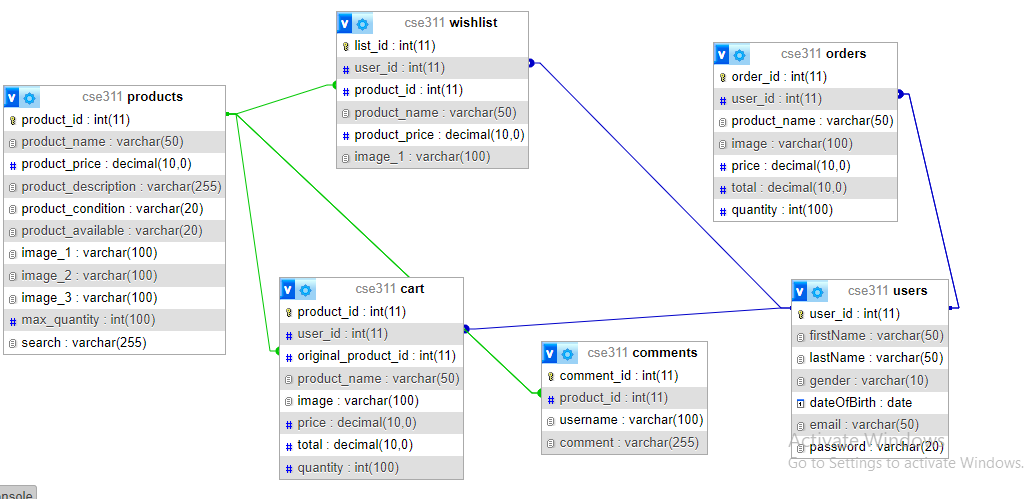 cse311 wishlist
list_id : int(11)
user_id : int(11)
product_id : int(11)
product_name : varchar(50)
product_price : decimal(10,0)
image_1 : varchar(100)
cse311 orders
order_id : int(11)
user_id : int(11)
product_name : varchar(50)
image : varchar(100)
price : decimal(10,0)
total : decimal(10,0)
quantity : int(100)
cse311 products
product_id : int(11)
product_name : varchar(50)
product_price : decimal(10,0)
product_description : varchar(255)
product_condition : varchar(20)
product_available : varchar(20)
image_1 : varchar(100)
image_2 : varchar(100)
image_3 : varchar(100)
max_quantity : int(100)
search : varchar(255)
cse311 cart
product_id : int(11)
user_id : int(11)
original_product_id : int(11)
product_name : varchar(50)
image : varchar(100)
price : decimal(10,0)
total : decimal(10,0)
quantity : int(100)
cse311 comments
comment_id : int(11)
product_id : int(11)
username : varchar(100)
comment : varchar(255)
cse311 users
user_id : int(11)
firstName : varchar(50)
lastName : varchar(50)
gender : varchar(10)
dateOfBirth : date
email : varchar(50)
password : varchar(20)
Activate Windows
Go to Settings to activate Windows.
nsole